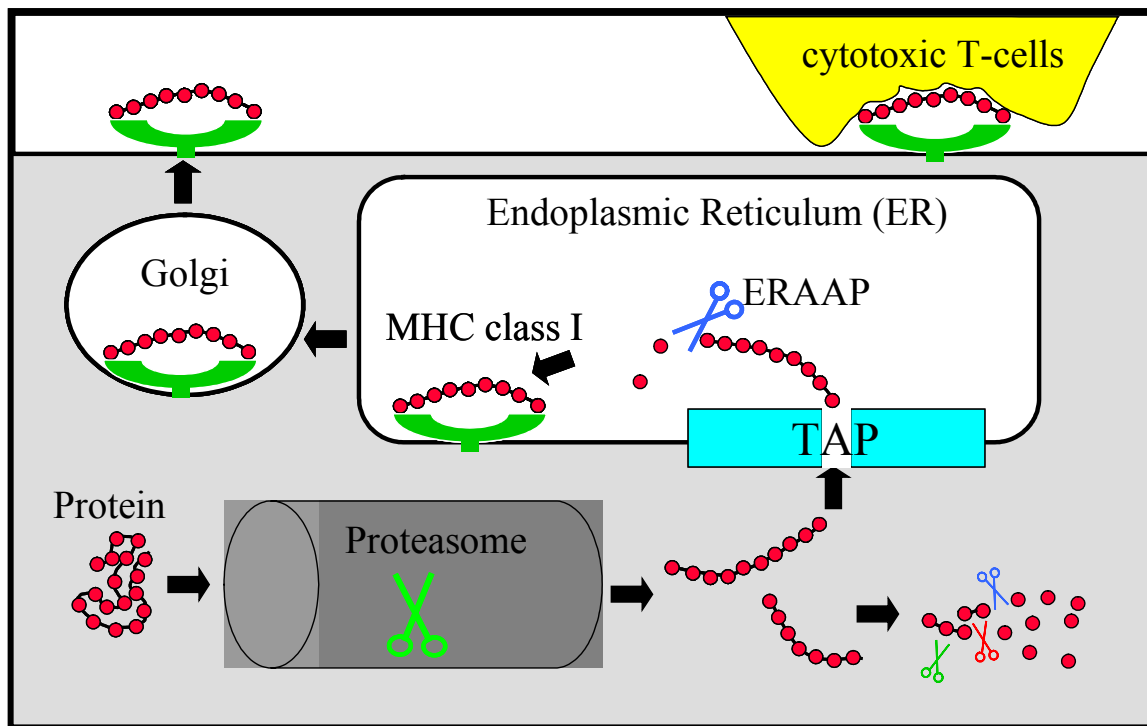 cytotoxic T-cells
Endoplasmic Reticulum (ER)
Golgi
ERAAP
MHC class I
TAP
Protein
Proteasome